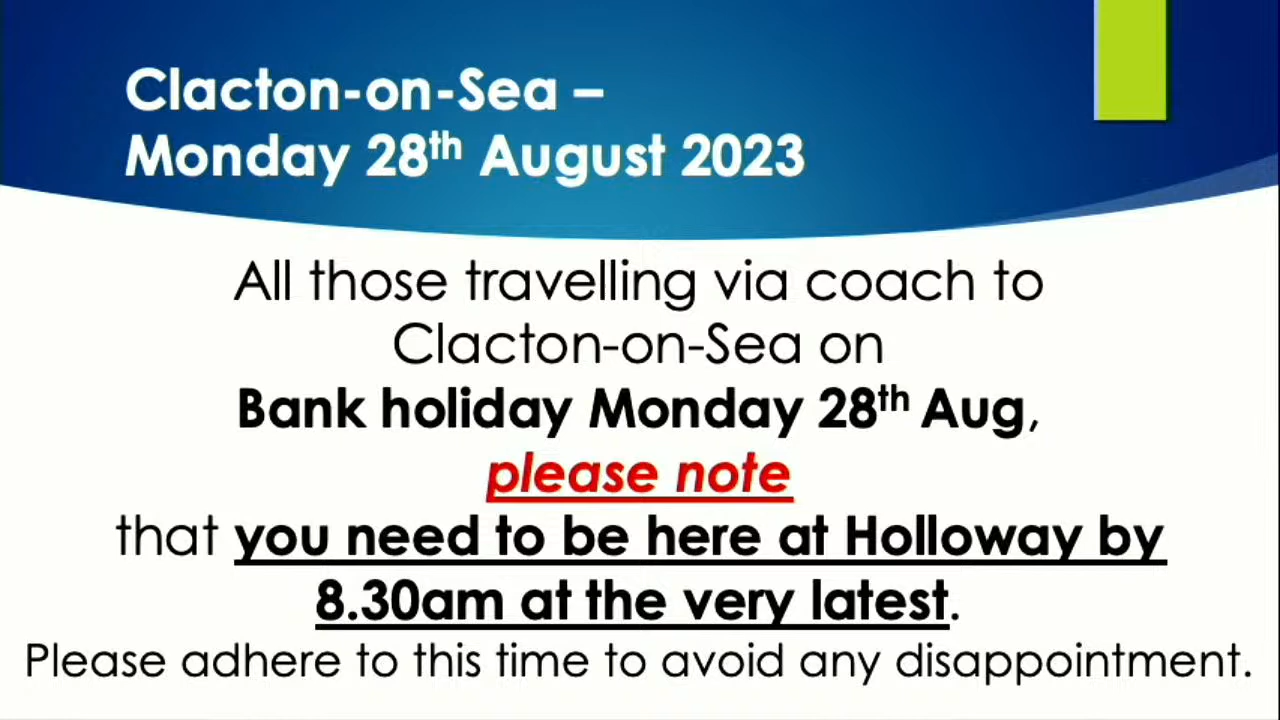 Clacton-on-Sea –
Monday 28th August 2023
All those travelling via coach to
Clacton-on-Sea on
Bank holiday Monday 28th Aug,
please note
that you need to be here at Holloway by
8.30am at the very latest.
Please adhere to this time to avoid any disappointment.